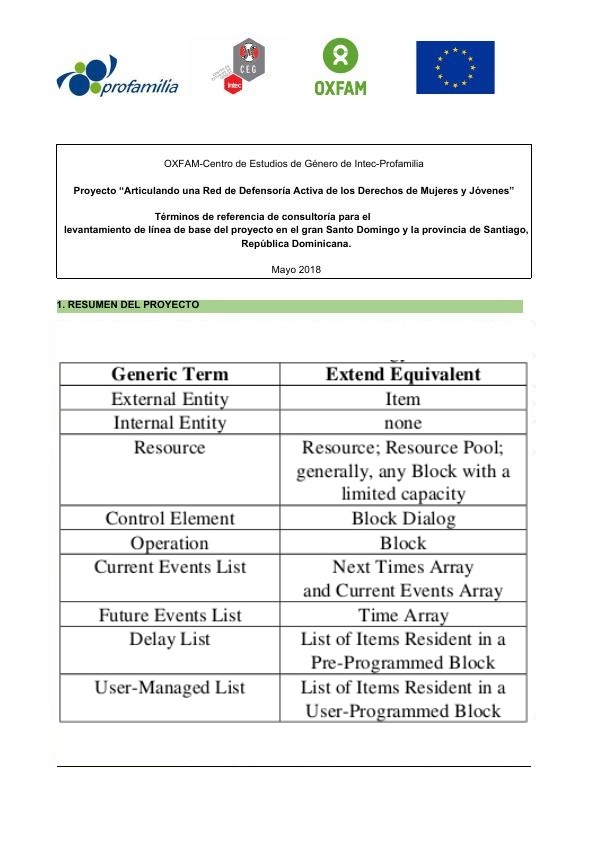 profamilia
CEG
intec
OXFAM
OXFAM-Centro de Estudios de Género de Intec-Profamilia
Proyecto “Articulando una Red de Defensoría Activa de los Derechos de Mujeres y Jóvenes”
Términos de referencia de consultoría para el
levantamiento de línea de base del proyecto en el gran Santo Domingo y la provincia de Santiago,
República Dominicana.
Mayo 2018
1. RESUMEN DEL PROYECTO
Generic Term Extend Equivalent
External Entity Item
Internal Entity none
Resource Resource; Resource Pool;
generally, any Block with a
limited capacity
Control Element Block Dialog
Operation Block
Current Events List Next Times Array
and Current Events Array
Future Events List Time Array
Delay List List of Items Resident in a
Pre-Programmed Block
User-Managed List List of Items Resident in a
User-Programmed Block